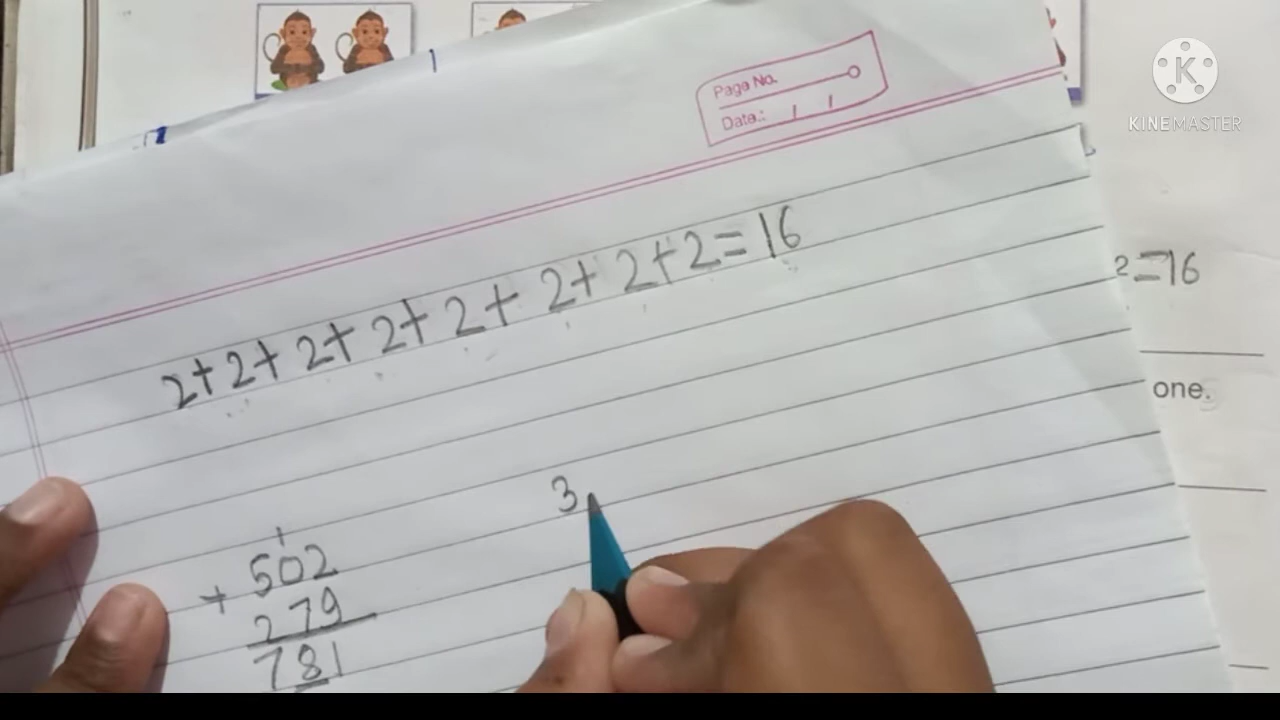 Page No.
Date.: / /
KINEMASTER
2+2+2+2+2+2+2+2=16
2=16
one.
3
1
502
+
279
781